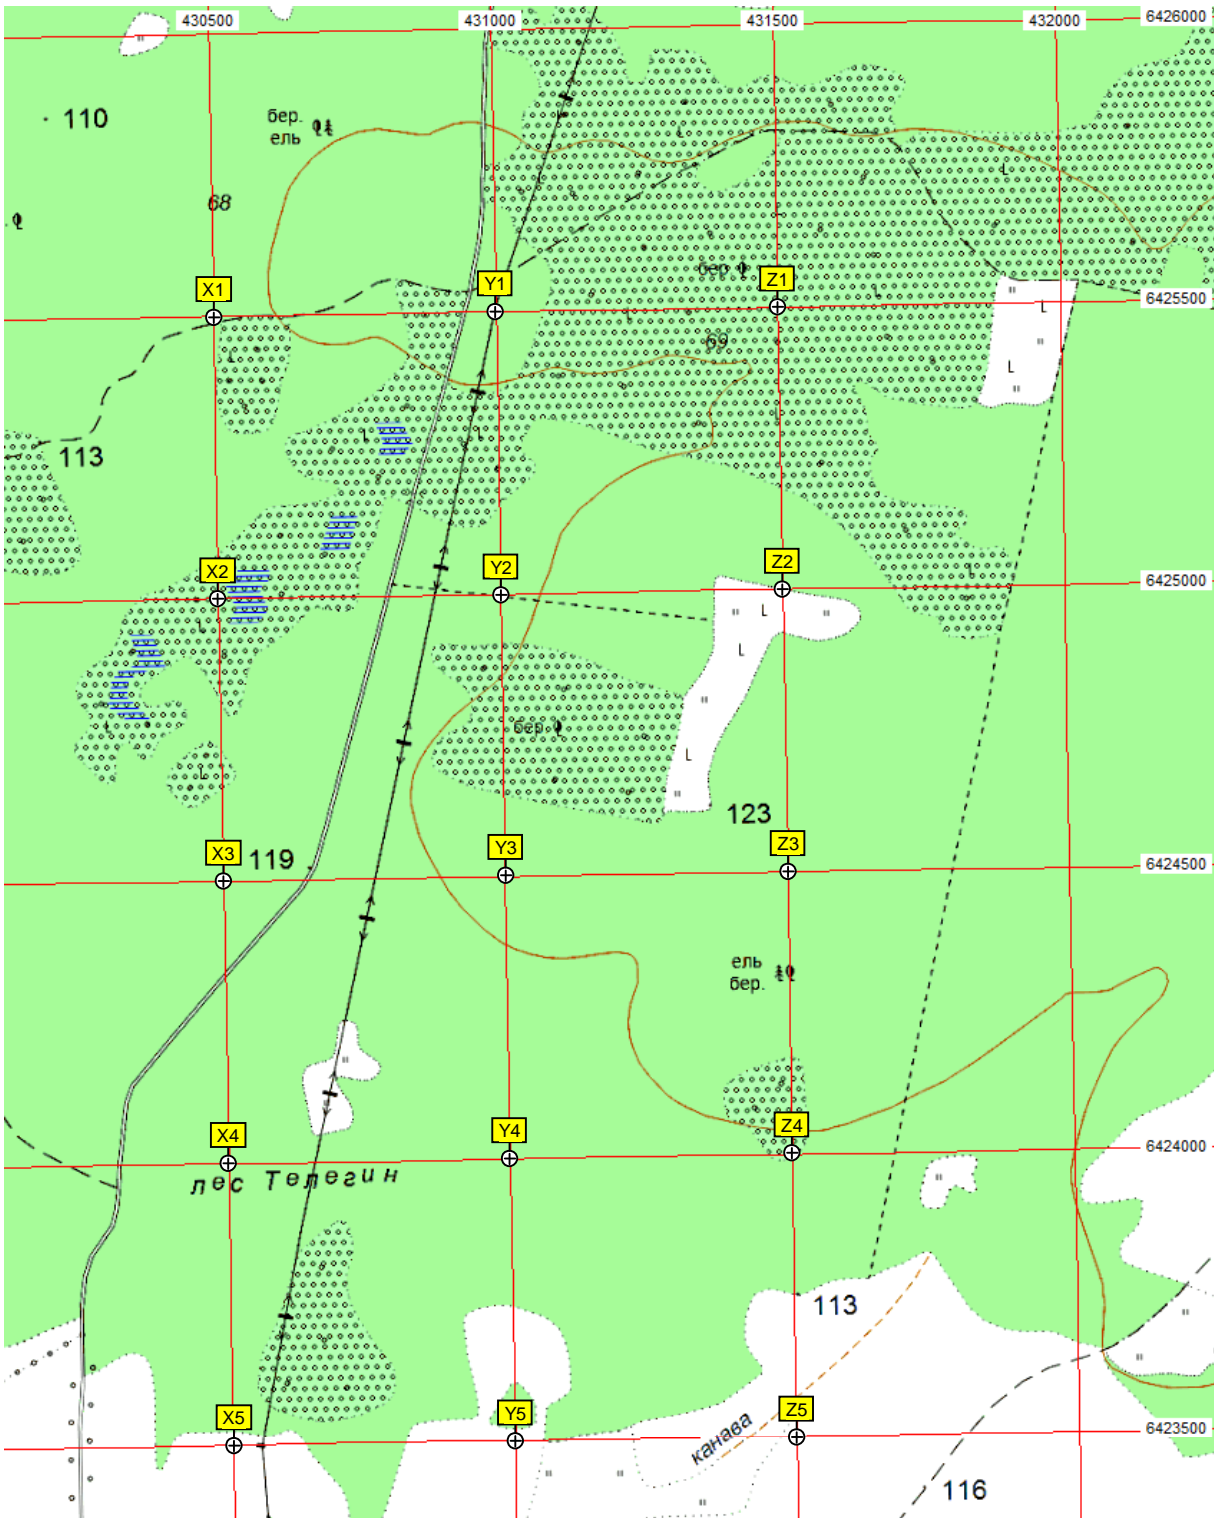 430500 431000 431500 432000
6426000
110
бер.
ель
68
бер.
X1 Y1 Z1
6425500
69
113
X2 Y2 Z2
6425000
бер.
123
X3 119 Y3 Z3
6424500
ель
бер.
X4 Y4 Z4
6424000
лес Телегин
113
X5 Y5 Z5
6423500
канава
116